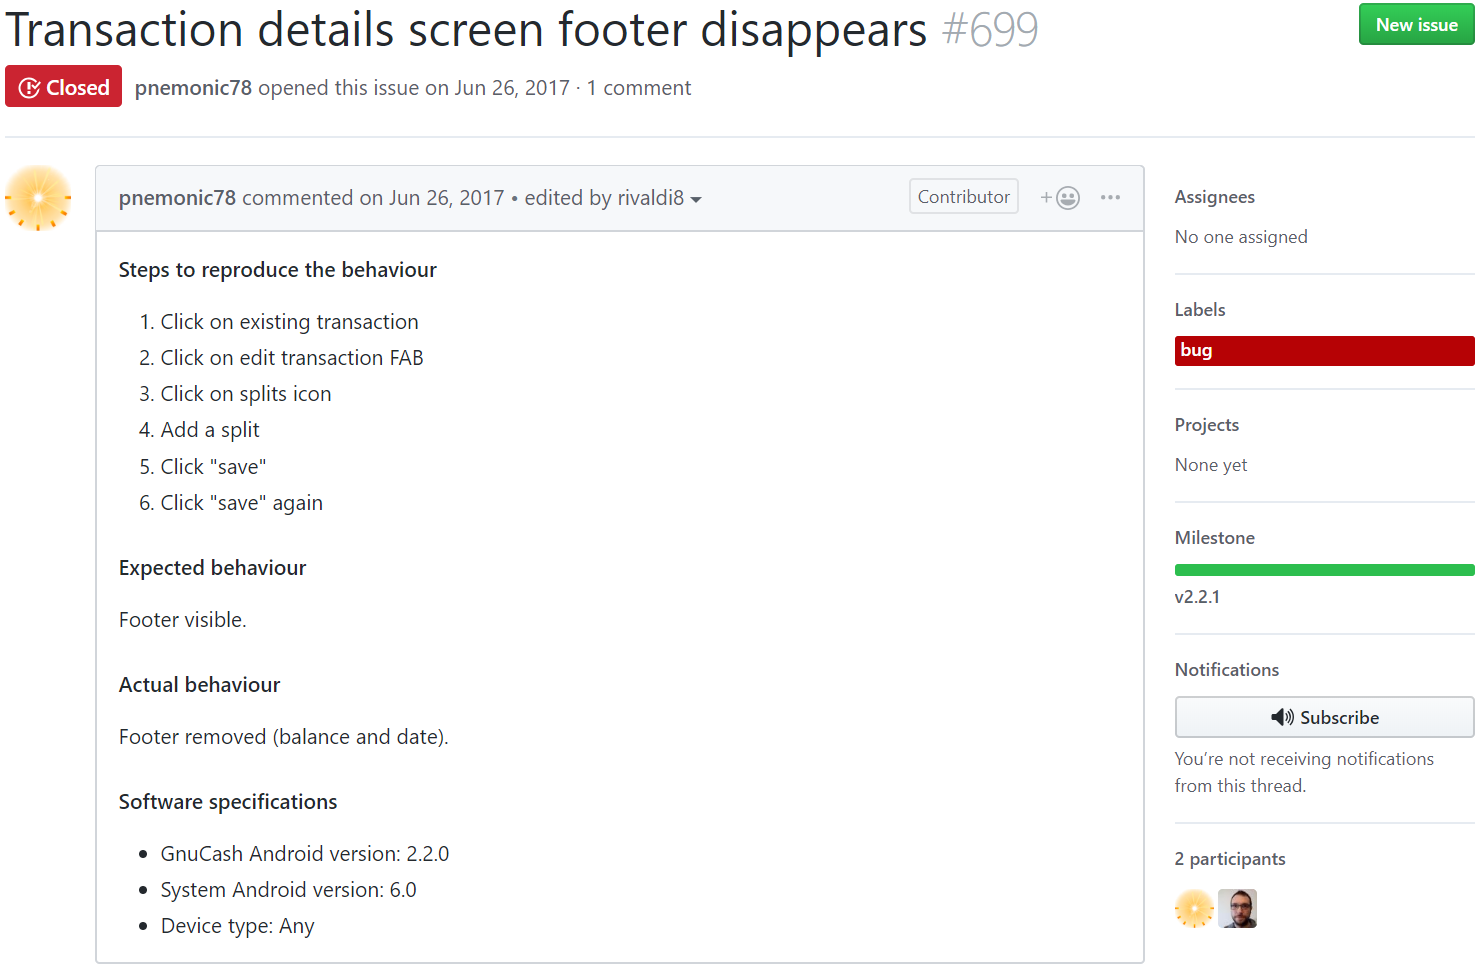 Transaction details screen footer disappears #699
New issue
Closed
pnemonic78 opened this issue on Jun 26, 2017 · 1 comment
pnemonic78 commented on Jun 26, 2017 • edited by rivaldi8
Contributor
Steps to reproduce the behaviour
1. Click on existing transaction
2. Click on edit transaction FAB
3. Click on splits icon
4. Add a split
5. Click "save"
6. Click "save" again
Expected behaviour
Footer visible.
Actual behaviour
Footer removed (balance and date).
Software specifications
• GnuCash Android version: 2.2.0
• System Android version: 6.0
• Device type: Any
Assignees
No one assigned
Labels
bug
Projects
None yet
Milestone
v2.2.1
Notifications
Subscribe
You’re not receiving notifications
from this thread.
2 participants